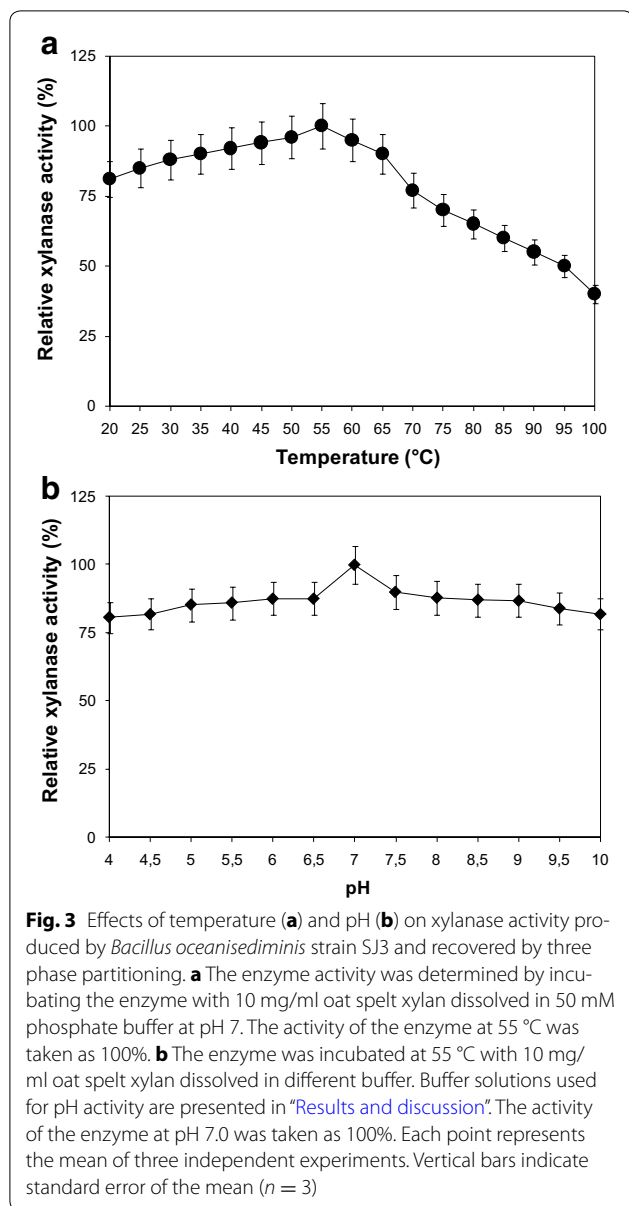 a
125
100
75
50
25
0
Relative xylanase activity (%)
20 25 30 35 40 45 50 55 60 65 70 75 80 85 90 95 100
Temperature (°C)
b
125
100
75
50
25
0
Relative xylanase activity (%)
4 4,5 5 5,5 6 6,5 7 7,5 8 8,5 9 9,5 10
pH
Fig. 3 Effects of temperature (a) and pH (b) on xylanase activity pro-
duced by Bacillus oceanisediminis strain SJ3 and recovered by three
phase partitioning. a The enzyme activity was determined by incu-
bating the enzyme with 10 mg/ml oat spelt xylan dissolved in 50 mM
phosphate buffer at pH 7. The activity of the enzyme at 55 °C was
taken as 100%. b The enzyme was incubated at 55 °C with 10 mg/
ml oat spelt xylan dissolved in different buffer. Buffer solutions used
for pH activity are presented in “Results and discussion”. The activity
of the enzyme at pH 7.0 was taken as 100%. Each point represents
the mean of three independent experiments. Vertical bars indicate
standard error of the mean (n = 3)